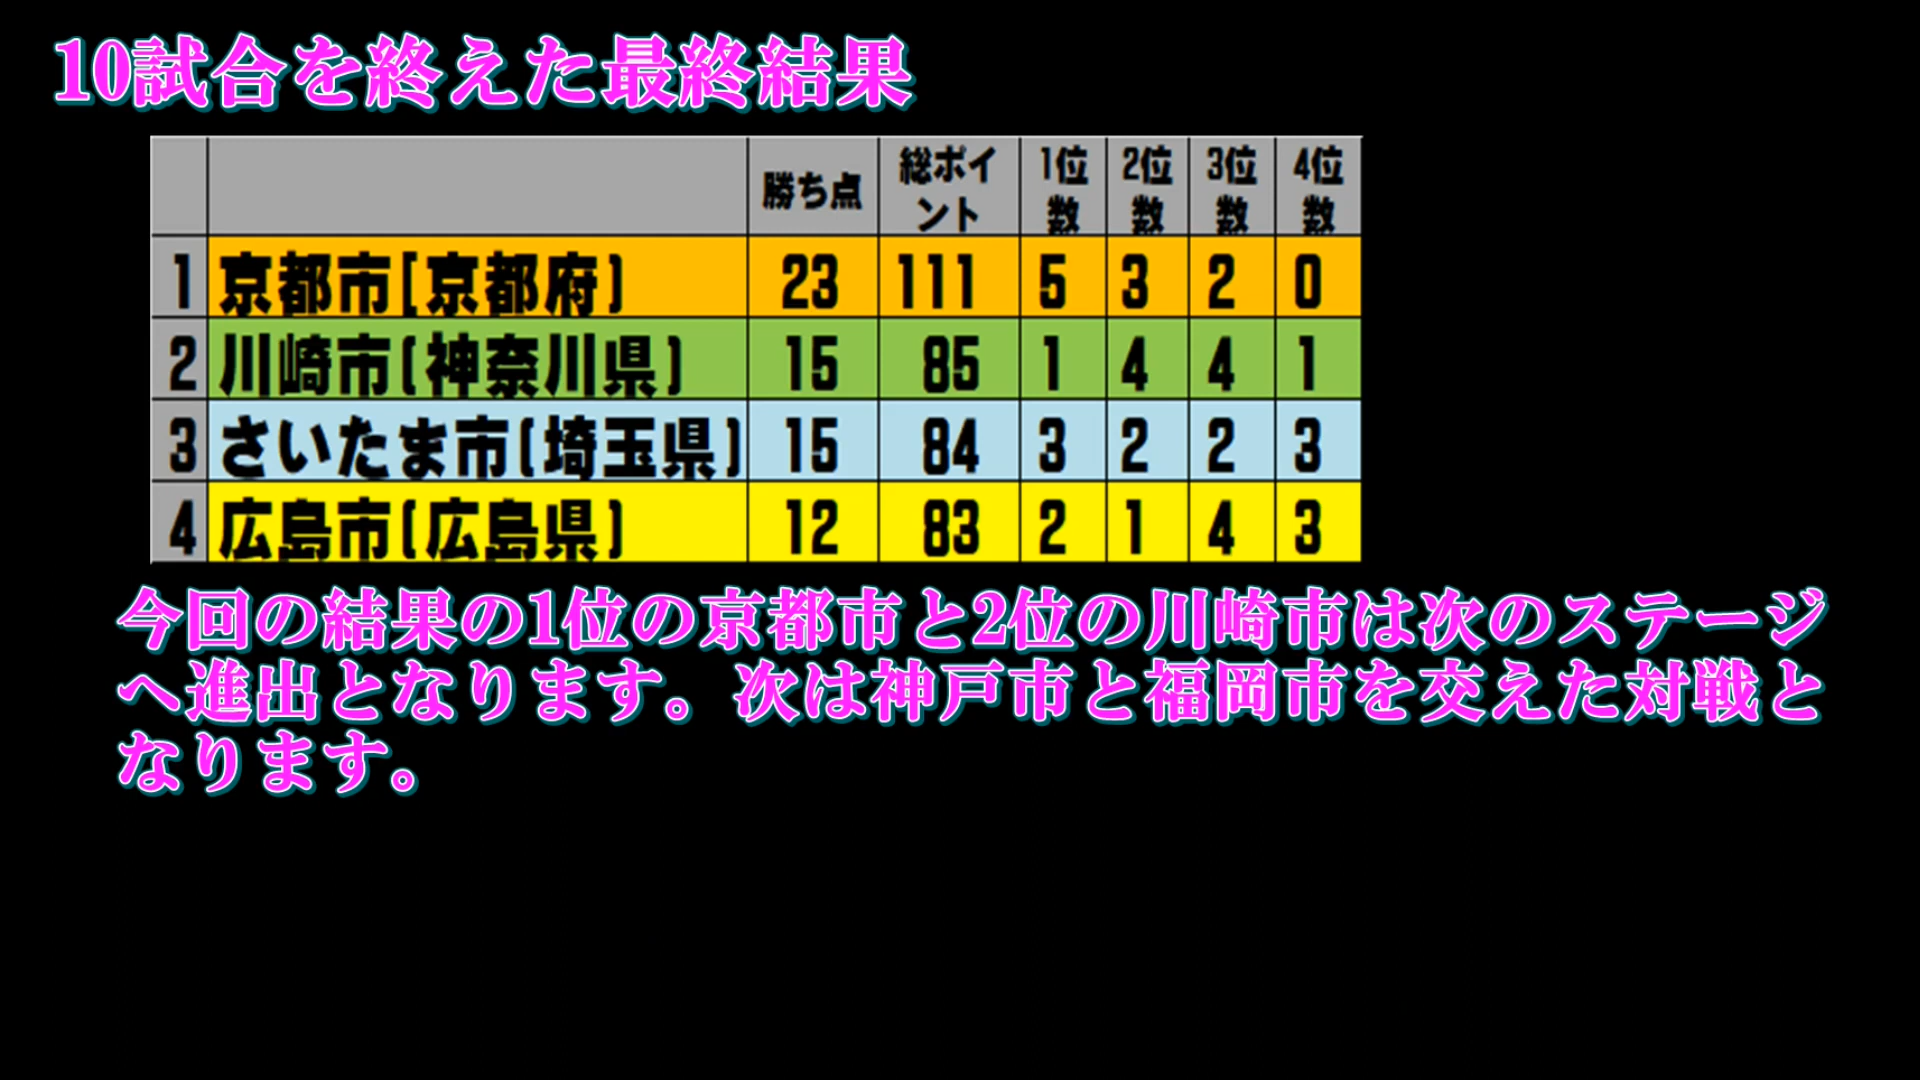 10試合を終えた最終結果
勝ち点 総ポイント 1位数 2位数 3位数 4位数
1 京都市[京都府] 23 111 5 3 2 0
2 川崎市[神奈川県] 15 85 1 4 4 1
3 さいたま市[埼玉県] 15 84 3 2 2 3
4 広島市[広島県] 12 83 2 1 4 3
今回の結果の1位の京都市と2位の川崎市は次のステージ
へ進出となります。次は神戸市と福岡市を交えた対戦と
なります。